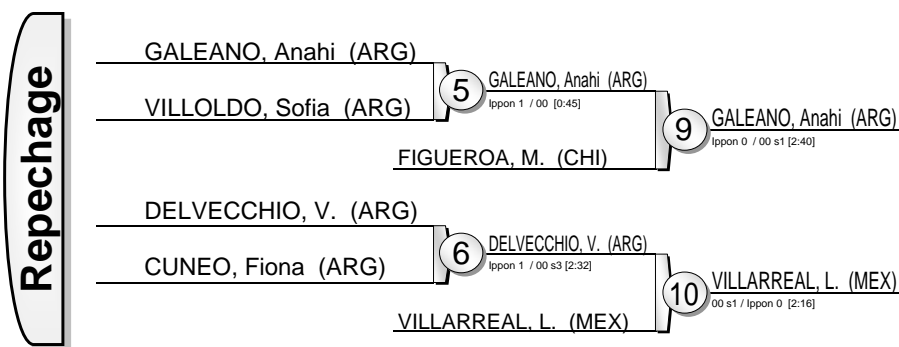 Repechage
GALEANO, Anahi (ARG)
VILLOLDO, Sofia (ARG)
5
GALEANO, Anahi (ARG)
Ippon 1 / 00 [0:45]
FIGUEROA, M. (CHI)
9
GALEANO, Anahi (ARG)
Ippon 0 / 00 s1 [2:40]
DELVECCHIO, V. (ARG)
CUNEO, Fiona (ARG)
6
DELVECCHIO, V. (ARG)
Ippon 1 / 00 s3 [2:32]
VILLARREAL, L. (MEX)
10
VILLARREAL, L. (MEX)
00 s1 / Ippon 0 [2:16]